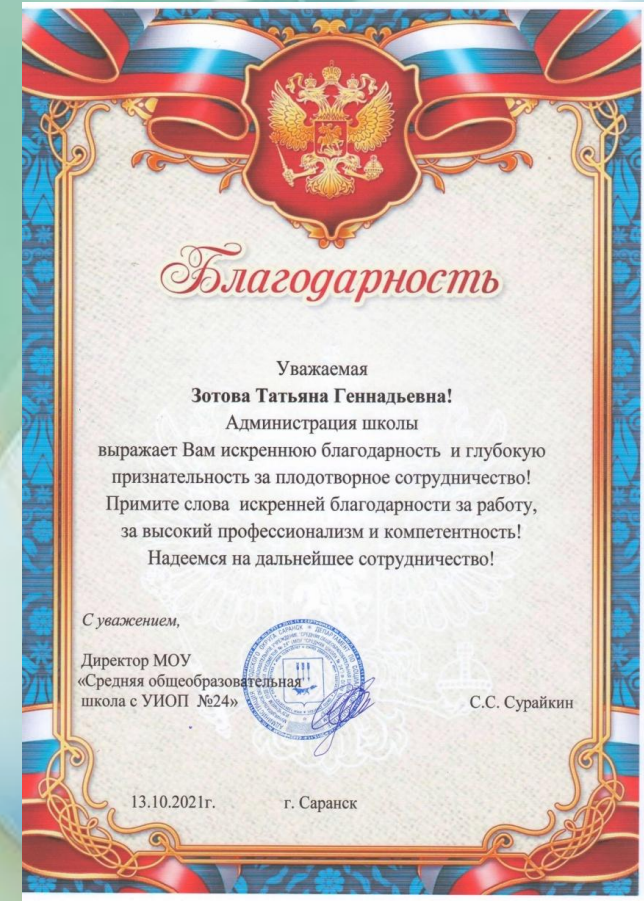 Благодарность
Уважаемая
Зотова Татьяна Геннадьевна!
Администрация школы
выражает Вам искреннюю благодарность и глубокую
признательность за плодотворное сотрудничество!
Примите слова искренней благодарности за работу,
за высокий профессионализм и компетентность!
Надеемся на дальнейшее сотрудничество!
С уважением,
Директор МОУ
«Средняя общеобразовательная
школа с УИОП №24»
С.С. Сурайкин
13.10.2021г. г. Саранск